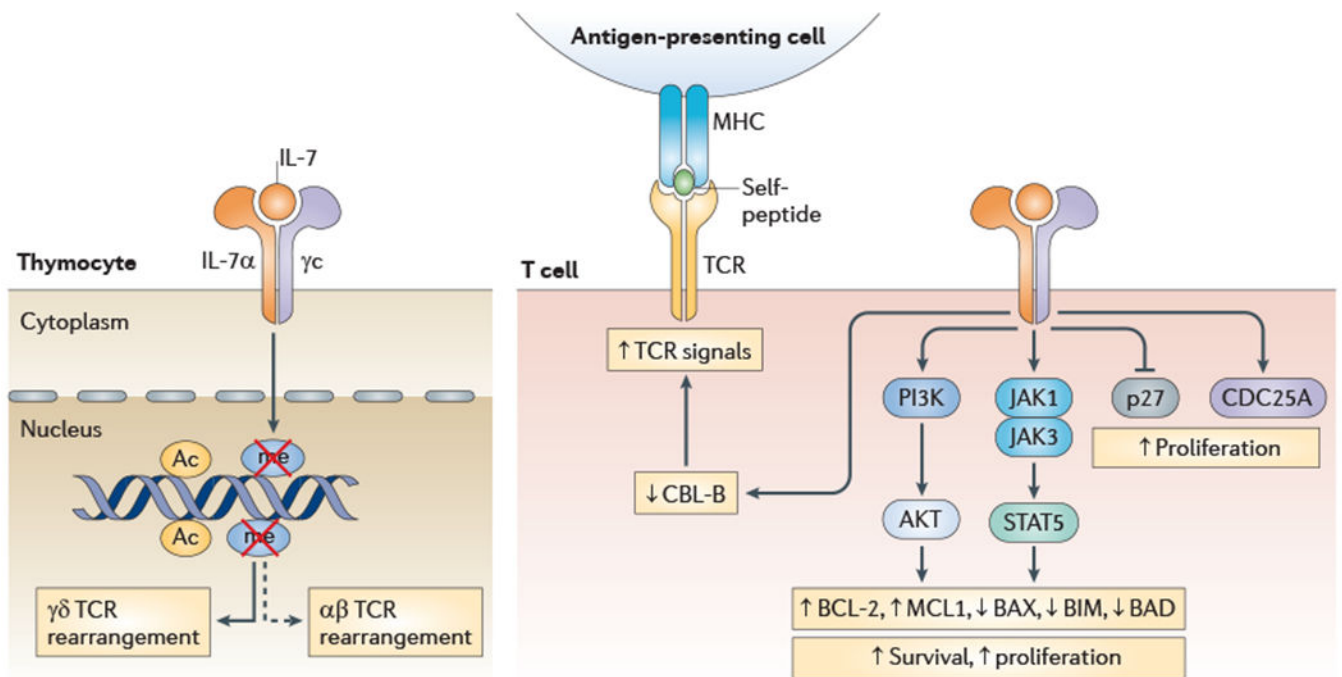 Antigen-presenting cell
MHC
Self-
peptide
TCR
IL-7
IL-7α
γc
Thymocyte
Cytoplasm
Nucleus
Ac
me
Ac
me
γδ TCR
rearrangement
αβ TCR
rearrangement
T cell
↑ TCR signals
↓ CBL-B
PI3K
JAK1
JAK3
p27
CDC25A
↑ Proliferation
AKT
STAT5
↑ BCL-2, ↑ MCL1, ↓ BAX, ↓ BIM, ↓ BAD
↑ Survival, ↑ proliferation